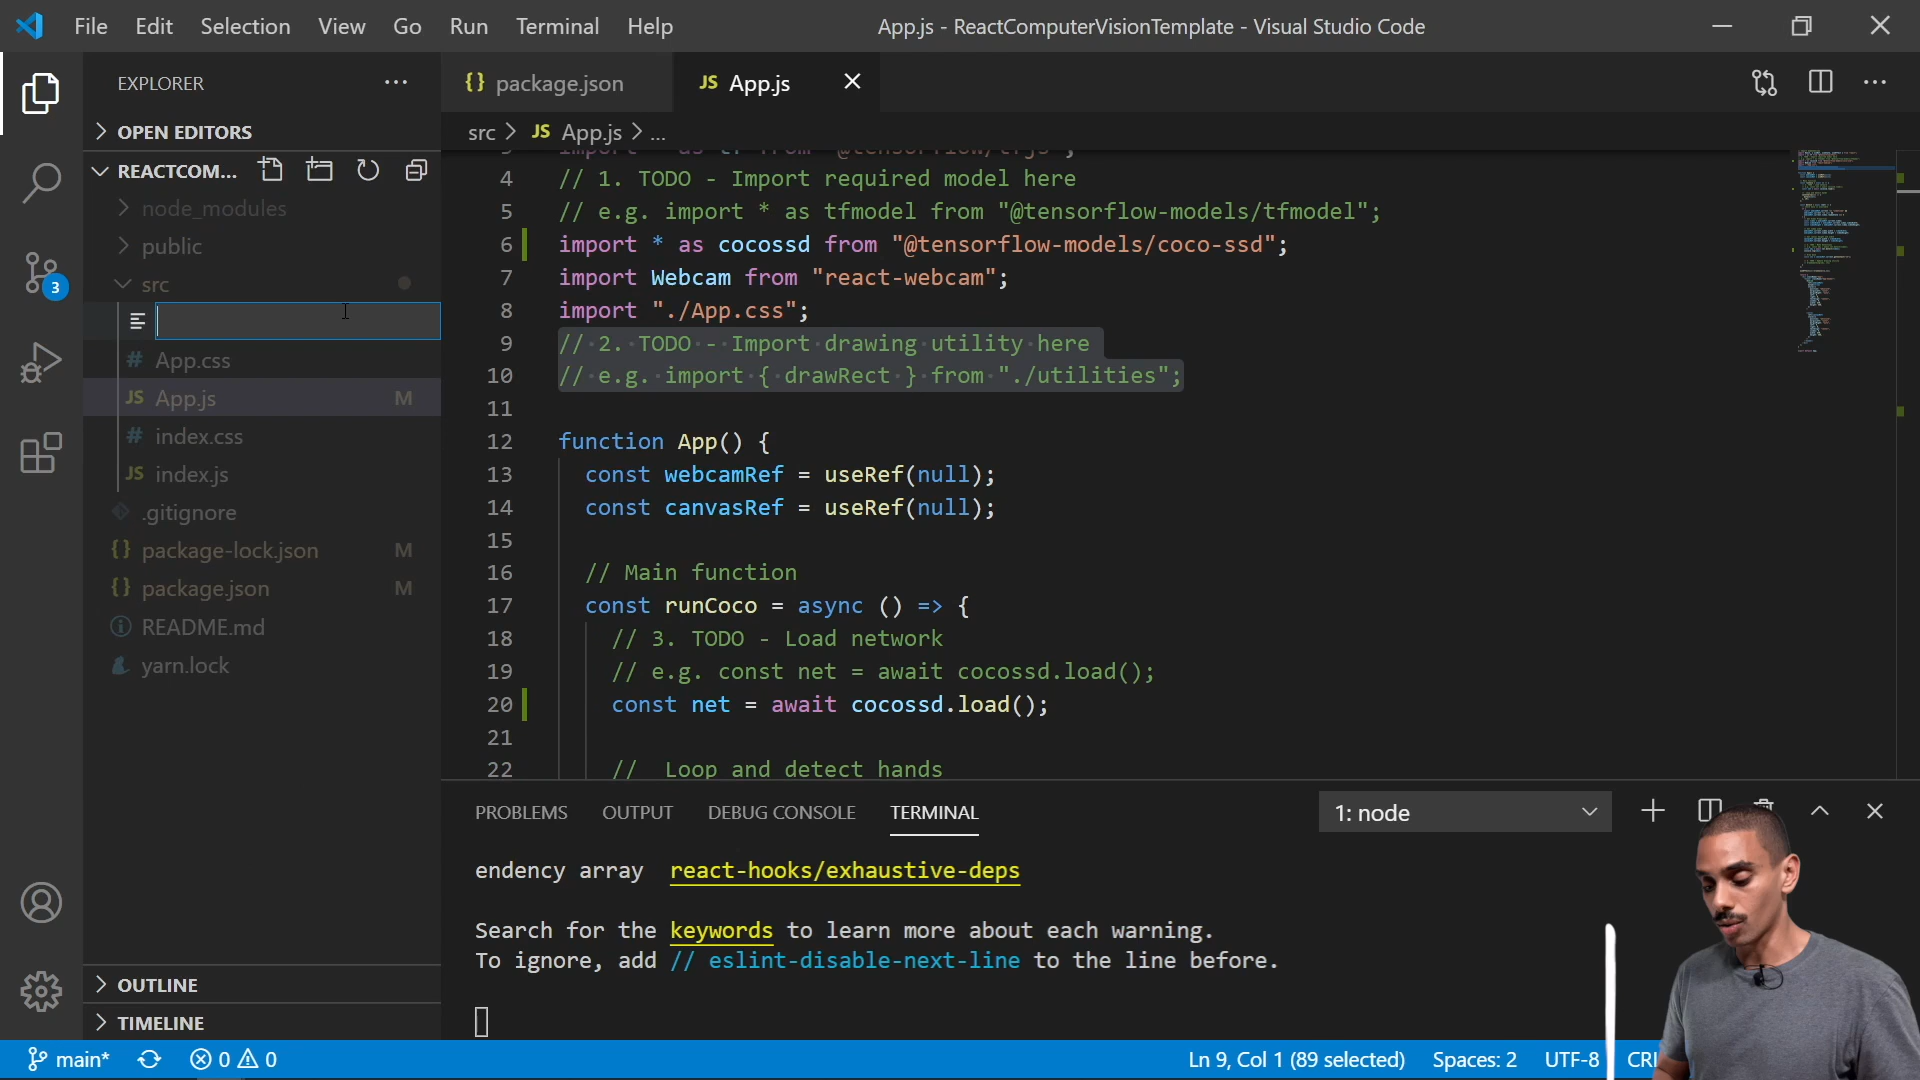 File Edit Selection View Go Run Terminal Help
App.js - ReactComputerVisionTemplate - Visual Studio Code
EXPLORER
OPEN EDITORS
REACTCOM...
node_modules
public
src
# App.css
JS App.js M
# index.css
JS index.js
.gitignore
{} package-lock.json M
{} package.json M
README.md
yarn.lock
OUTLINE
TIMELINE
3
{} package.json
JS App.js
src > JS App.js > ...
4 // 1. TODO - Import required model here
5 // e.g. import * as tfmodel from "@tensorflow-models/tfmodel";
6 import * as cocossd from "@tensorflow-models/coco-ssd";
7 import Webcam from "react-webcam";
8 import "./App.css";
9 // 2. TODO - Import drawing utility here
10 // e.g. import { drawRect } from "./utilities";
11
12 function App() {
13 const webcamRef = useRef(null);
14 const canvasRef = useRef(null);
15
16 // Main function
17 const runCoco = async () => {
18 // 3. TODO - Load network
19 // e.g. const net = await cocossd.load();
20 const net = await cocossd.load();
21
22 // Loop and detect hands
PROBLEMS OUTPUT DEBUG CONSOLE TERMINAL
1: node
endency array react-hooks/exhaustive-deps
Search for the keywords to learn more about each warning.
To ignore, add // eslint-disable-next-line to the line before.
main* 0 0
Ln 9, Col 1 (89 selected) Spaces: 2 UTF-8